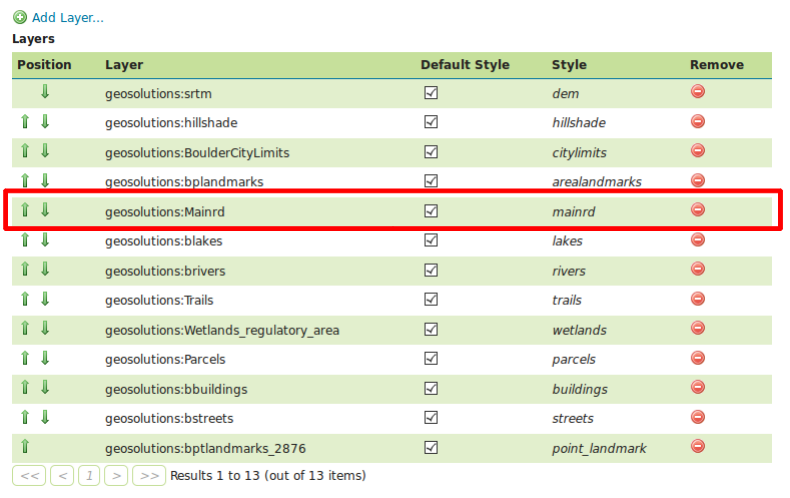 Add Layer...
Layers
Position Layer Default Style Style Remove
geosolutions:srtm dem
geosolutions:hillshade hillshade
geosolutions:BoulderCityLimits citylimits
geosolutions:bplandmarks arealandmarks
geosolutions:Mainrd mainrd
geosolutions:blakes lakes
geosolutions:brivers rivers
geosolutions:Trails trails
geosolutions:Wetlands_regulatory_area wetlands
geosolutions:Parcels parcels
geosolutions:bbuildings buildings
geosolutions:bstreets streets
geosolutions:bptlandmarks_2876 point_landmark
<< < 1 > >> Results 1 to 13 (out of 13 items)